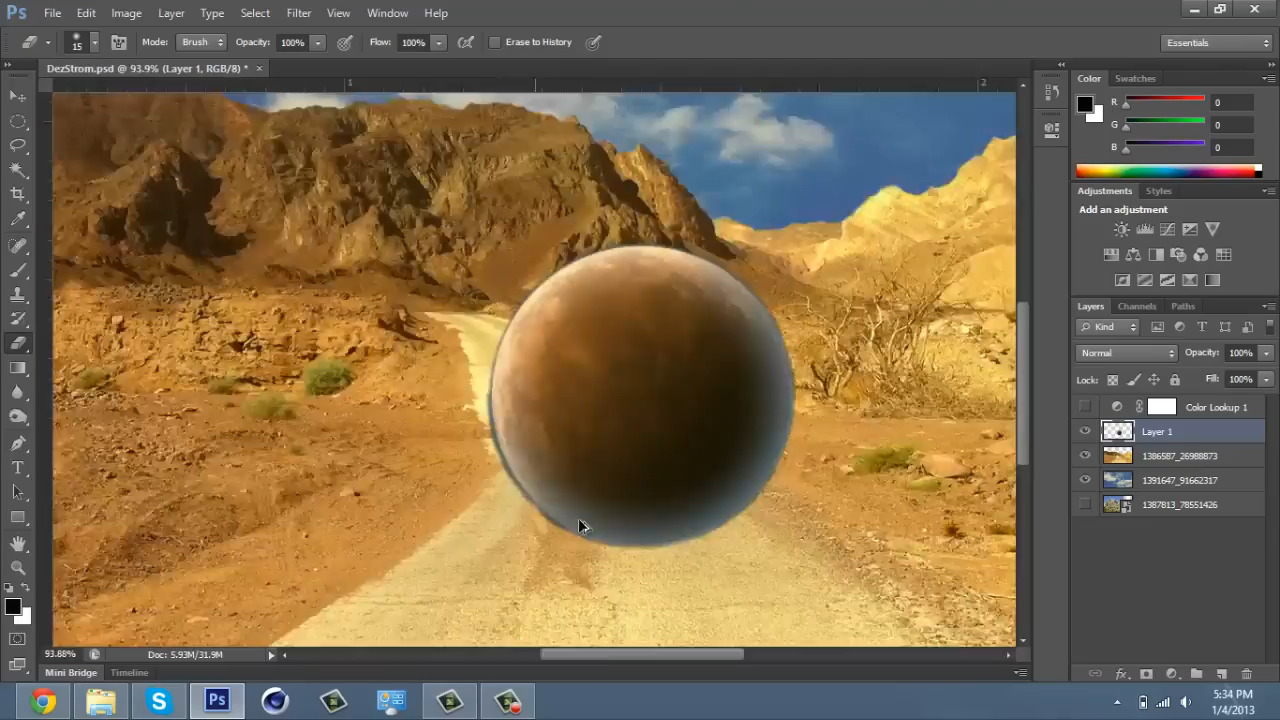 Ps File Edit Image Layer Type Select Filter View Window Help
15 Mode: Brush Opacity: 100% Flow: 100% Erase to History Essentials
DezStrom.psd @ 93.9% (Layer 1, RGB/8) * ×
1 2
Color Swatches
R 0
G 0
B 0
Adjustments Styles
Add an adjustment
Layers Channels Paths
Kind
Normal Opacity: 100%
Lock: Fill: 100%
Color Lookup 1
Layer 1
1386587_26988873
1391647_91662317
1387813_78551426
93.88% Doc: 5.93M/31.9M
Mini Bridge Timeline
Ps
5:34 PM
1/4/2013